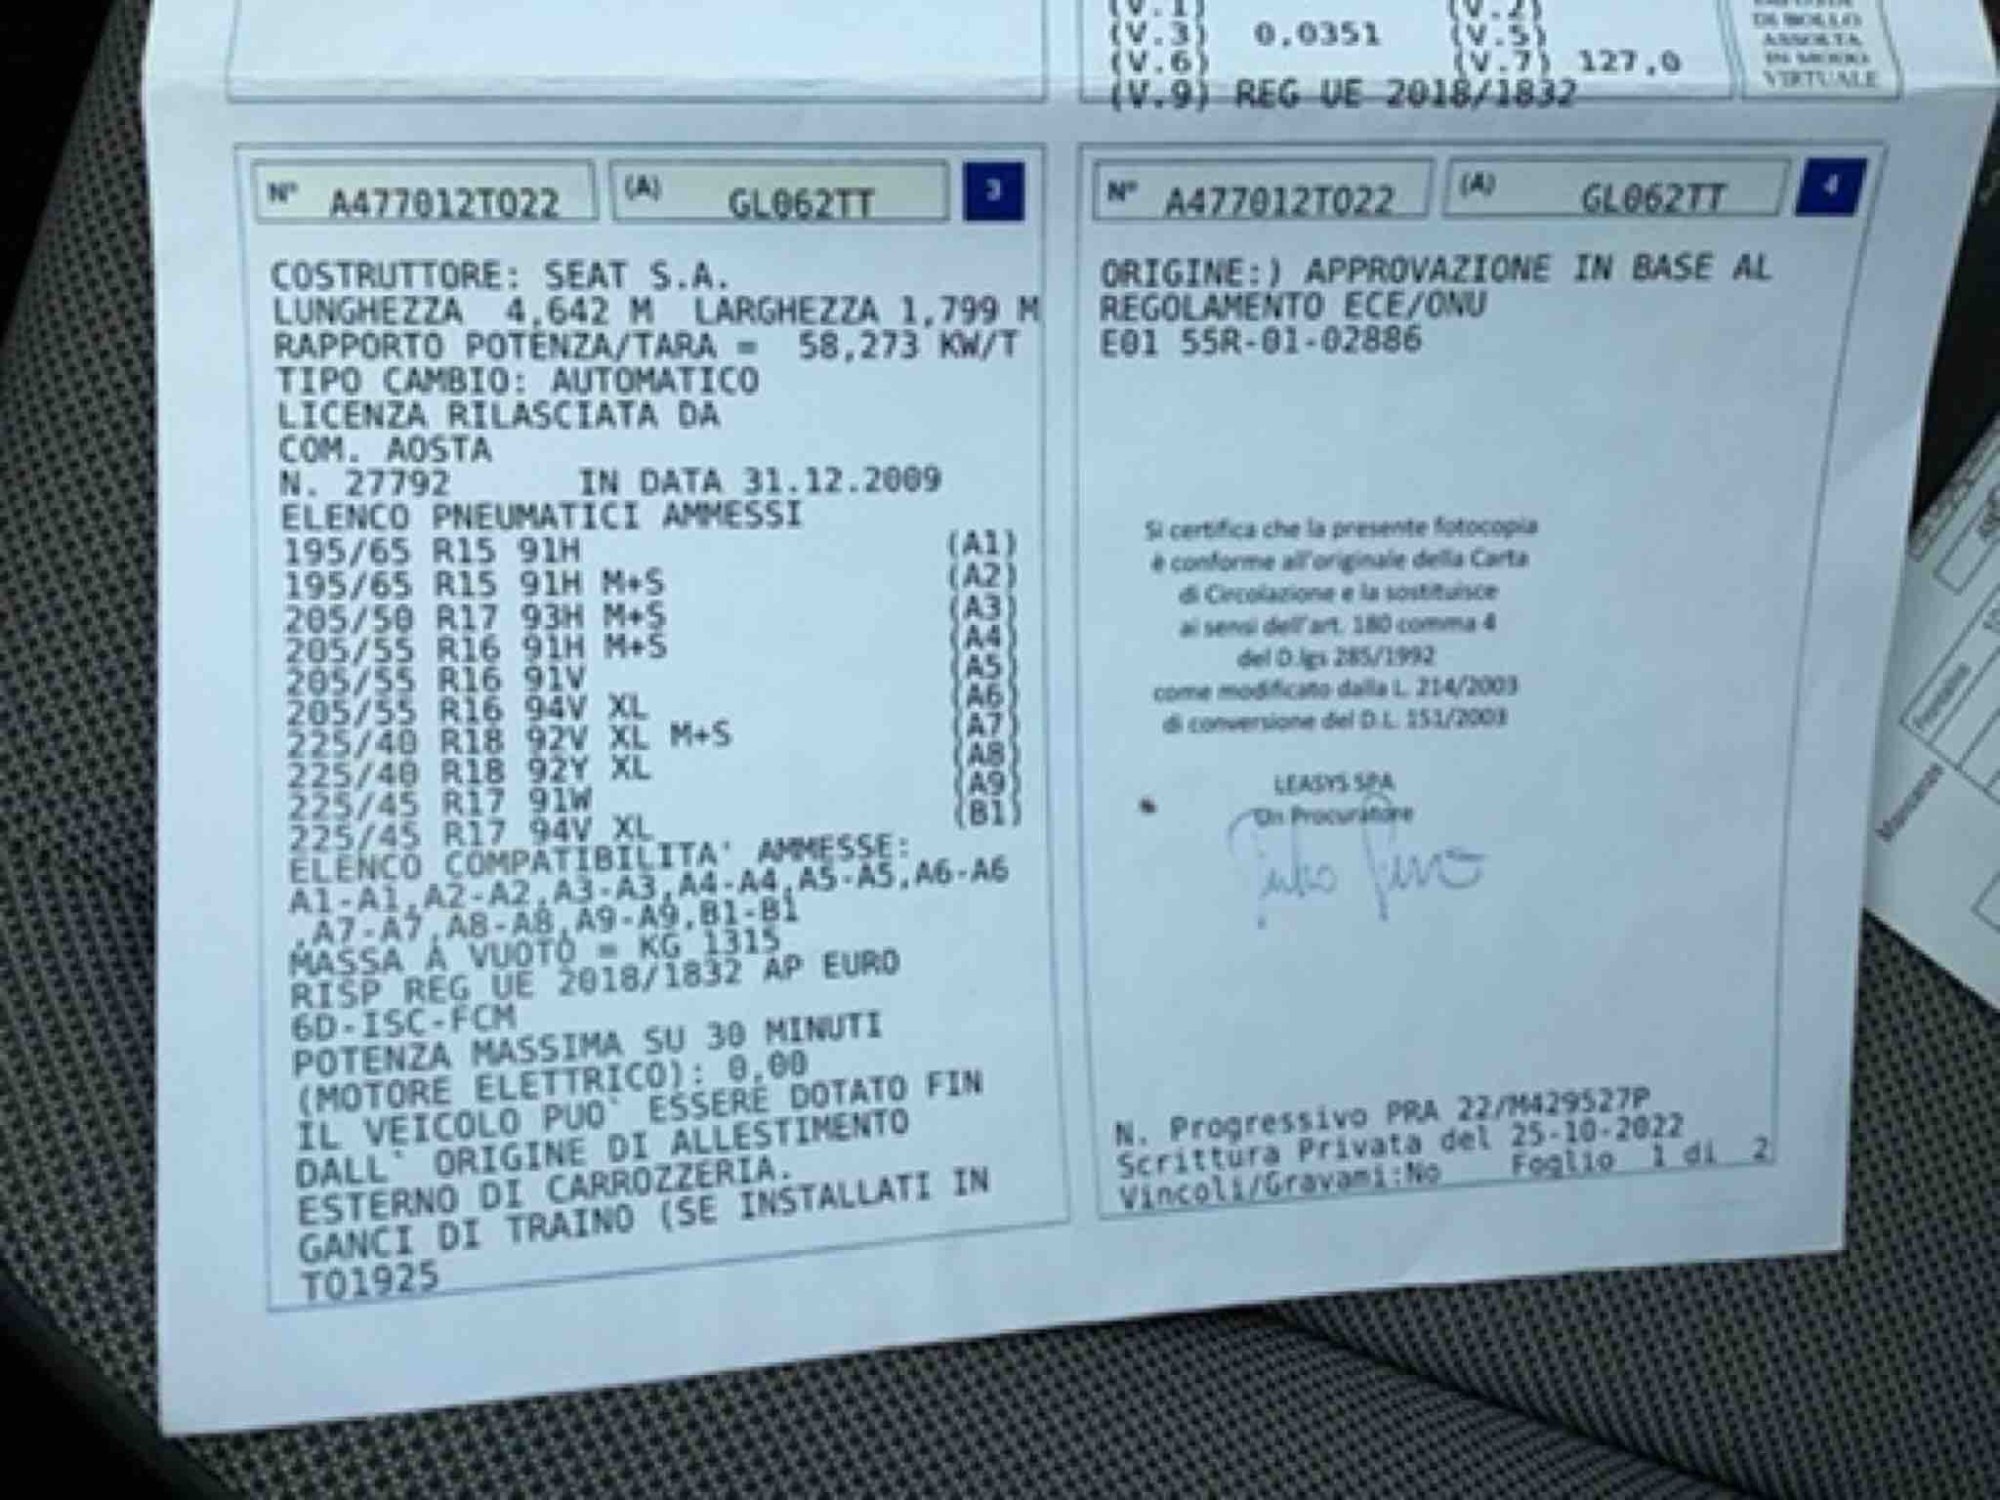 (V.1) (V.2)
(V.3) 0,0351 (V.5)
(V.6) (V.7) 127,0
(V.9) REG UE 2018/1832
DI BOLLO
ASSOLTA
IN MODO
VIRTUALE
N° A477012TO22 (A) GL062TT 3
COSTRUTTORE: SEAT S.A.
LUNGHEZZA 4,642 M LARGHEZZA 1,799 M
RAPPORTO POTENZA/TARA = 58,273 KW/T
TIPO CAMBIO: AUTOMATICO
LICENZA RILASCIATA DA
COM. AOSTA
N. 27792 IN DATA 31.12.2009
ELENCO PNEUMATICI AMMESSI
195/65 R15 91H (A1)
195/65 R15 91H M+S (A2)
205/50 R17 93H M+S (A3)
205/55 R16 91H M+S (A4)
205/55 R16 91V (A5)
205/55 R16 94V XL (A6)
225/40 R18 92V XL M+S (A7)
225/40 R18 92Y XL (A8)
225/45 R17 91W (A9)
225/45 R17 94V XL (B1)
ELENCO COMPATIBILITA' AMMESSE:
A1-A1,A2-A2,A3-A3,A4-A4,A5-A5,A6-A6
,A7-A7,A8-A8,A9-A9,B1-B1
MASSA A VUOTO = KG 1315
RISP REG UE 2018/1832 AP EURO
6D-ISC-FCM
POTENZA MASSIMA SU 30 MINUTI
(MOTORE ELETTRICO): 0,00
IL VEICOLO PUO` ESSERE DOTATO FIN
DALL` ORIGINE DI ALLESTIMENTO
ESTERNO DI CARROZZERIA.
GANCI DI TRAINO (SE INSTALLATI IN
TO1925
N° A477012TO22 (A) GL062TT 4
ORIGINE:) APPROVAZIONE IN BASE AL
REGOLAMENTO ECE/ONU
E01 55R-01-02886
Si certifica che la presente fotocopia
è conforme all'originale della Carta
di Circolazione e la sostituisce
ai sensi dell'art. 180 comma 4
del D.lgs 285/1992
come modificato dalla L. 214/2003
di conversione del D.L. 151/2003
LEASYS SPA
Un Procuratore
N. Progressivo PRA 22/M429527P
Scrittura Privata del 25-10-2022
Vincoli/Gravami:No Foglio 1 di 2